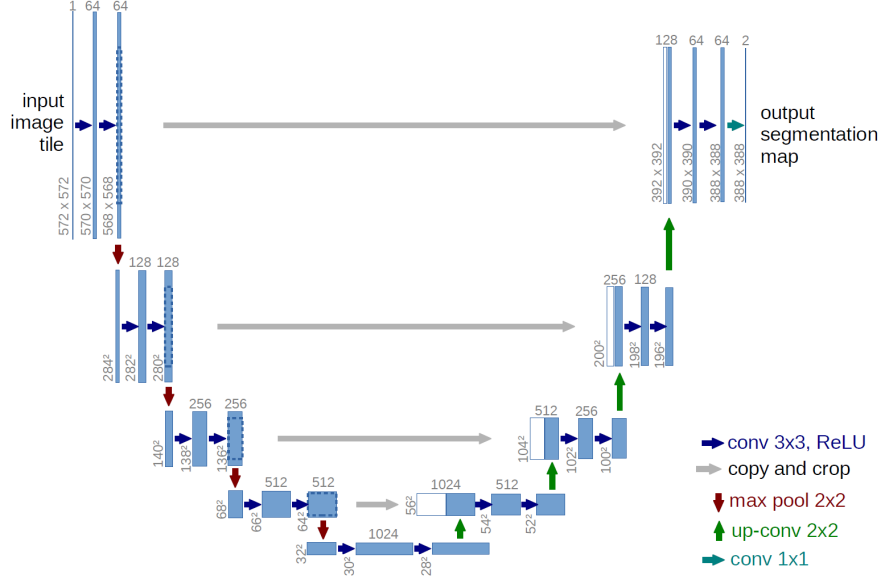 1 64 64
128 64 64 2
input
image
tile
output
segmentation
map
572 x 572
570 x 570
568 x 568
392 x 392
390 x 390
388 x 388
388 x 388
128 128
256 128
284²
282²
280²
200²
198²
196²
256 256
512 256
140²
138²
136²
104²
102²
100²
512 512
1024 512
68²
66²
64²
56²
54²
52²
1024
32²
30²
28²
conv 3x3, ReLU
copy and crop
max pool 2x2
up-conv 2x2
conv 1x1